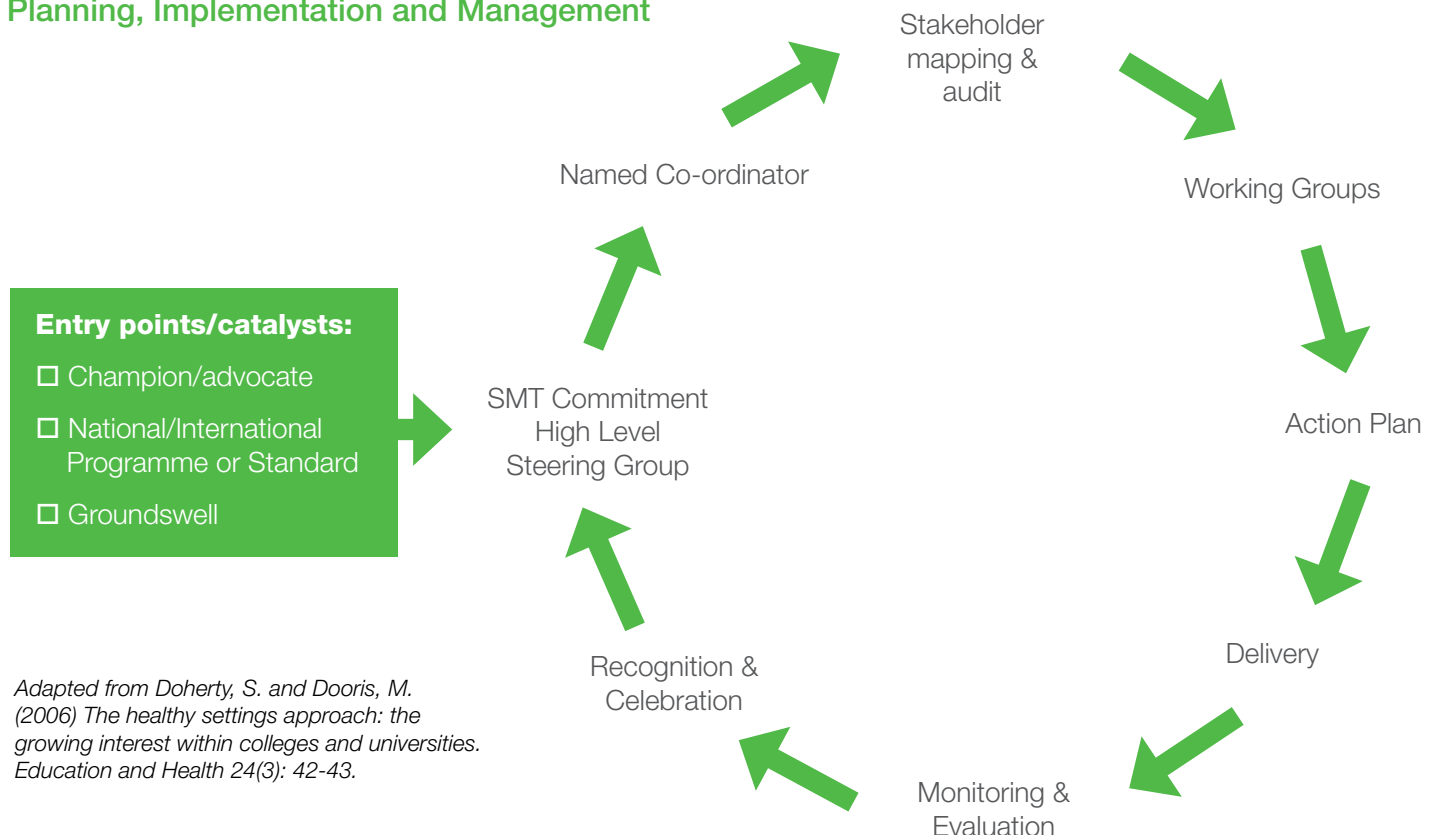 Planning, Implementation and Management
Stakeholder
mapping &
audit
Named Co-ordinator
Working Groups
Entry points/catalysts:
Champion/advocate
National/International
Programme or Standard
Groundswell
SMT Commitment
High Level
Steering Group
Action Plan
Delivery
Recognition &
Celebration
Monitoring &
Evaluation
Adapted from Doherty, S. and Dooris, M.
(2006) The healthy settings approach: the
growing interest within colleges and universities.
Education and Health 24(3): 42-43.